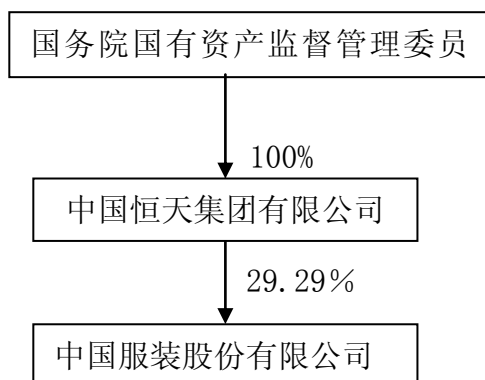 国务院国有资产监督管理委员
100%
中国恒天集团有限公司
29.29％
中国服装股份有限公司